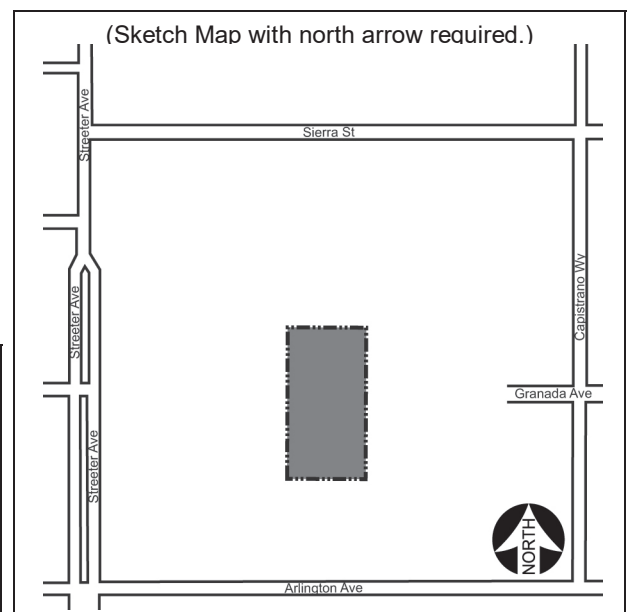 (Sketch Map with north arrow required.)
Streeter Ave
Sierra St
Capistrano Wy
Streeter Ave
Granada Ave
Streeter Ave
NORTH
Arlington Ave